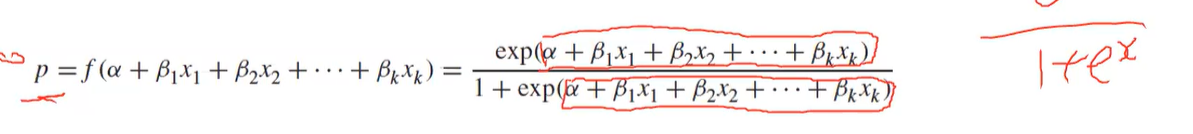 p = f(α + β₁x₁ + β₂x₂ + ··· + βₖxₖ) = exp(α + β₁x₁ + β₂x₂ + ··· + βₖxₖ) / 1 + exp(α + β₁x₁ + β₂x₂ + ··· + βₖxₖ)
1+eˣ